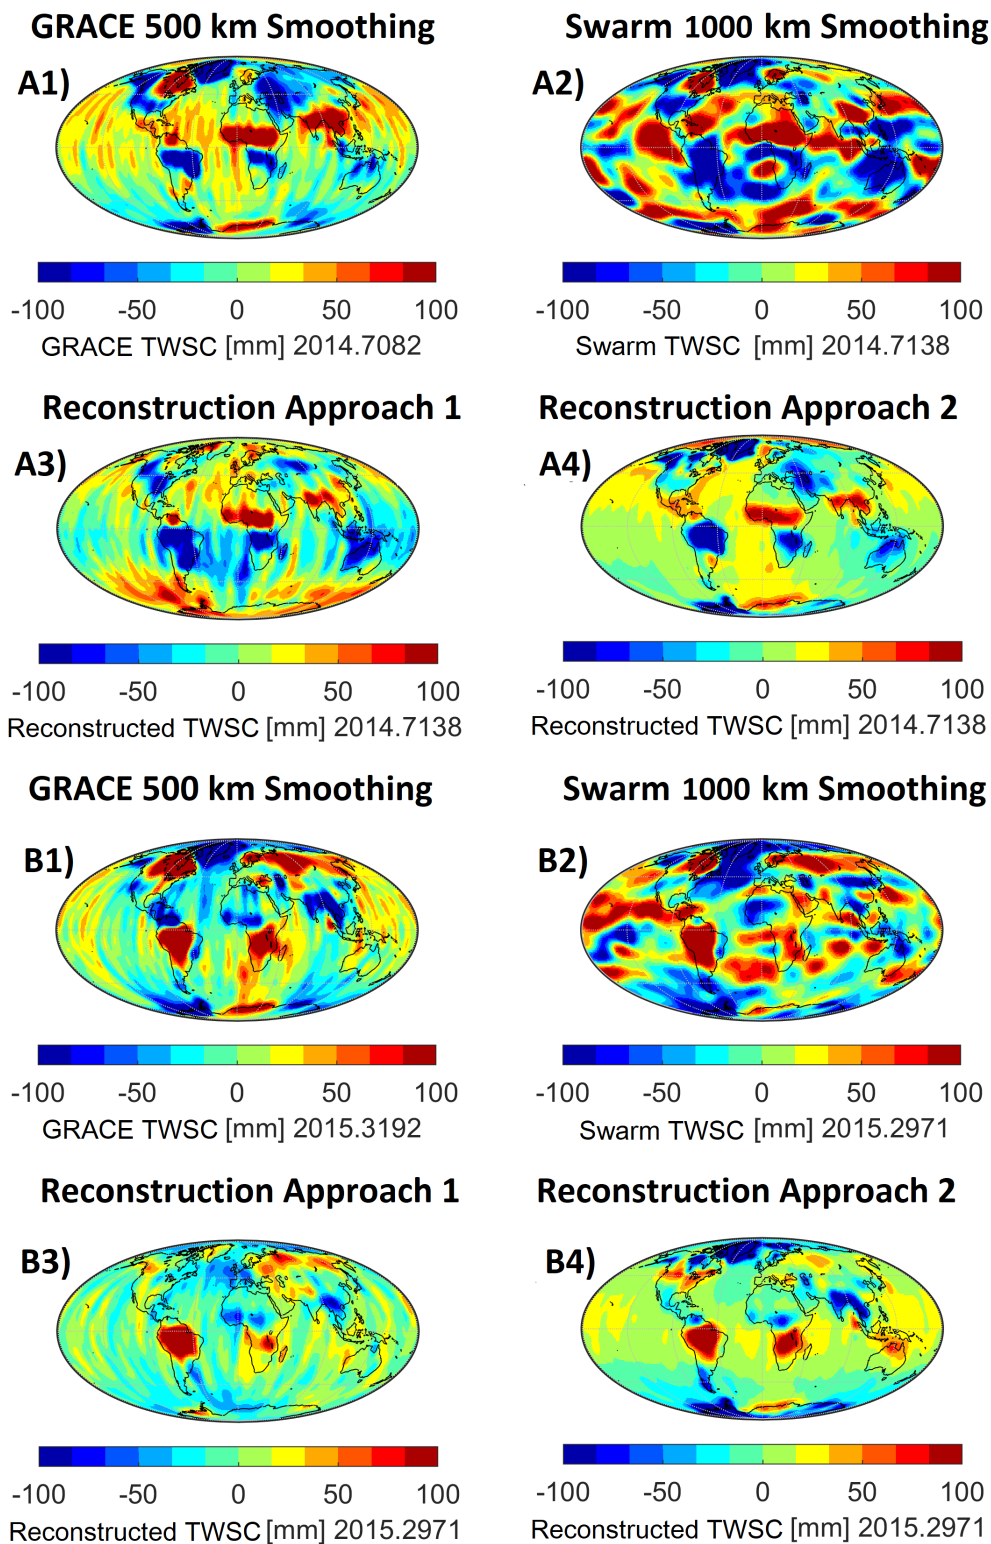 GRACE 500 km Smoothing
Swarm 1000 km Smoothing
A1)
A2)
-100 -50 0 50 100
-100 -50 0 50 100
GRACE TWSC [mm] 2014.7082
Swarm TWSC [mm] 2014.7138
Reconstruction Approach 1
Reconstruction Approach 2
A3)
A4)
-100 -50 0 50 100
-100 -50 0 50 100
Reconstructed TWSC [mm] 2014.7138
Reconstructed TWSC [mm] 2014.7138
GRACE 500 km Smoothing
Swarm 1000 km Smoothing
B1)
B2)
-100 -50 0 50 100
-100 -50 0 50 100
GRACE TWSC [mm] 2015.3192
Swarm TWSC [mm] 2015.2971
Reconstruction Approach 1
Reconstruction Approach 2
B3)
B4)
-100 -50 0 50 100
-100 -50 0 50 100
Reconstructed TWSC [mm] 2015.2971
Reconstructed TWSC [mm] 2015.2971